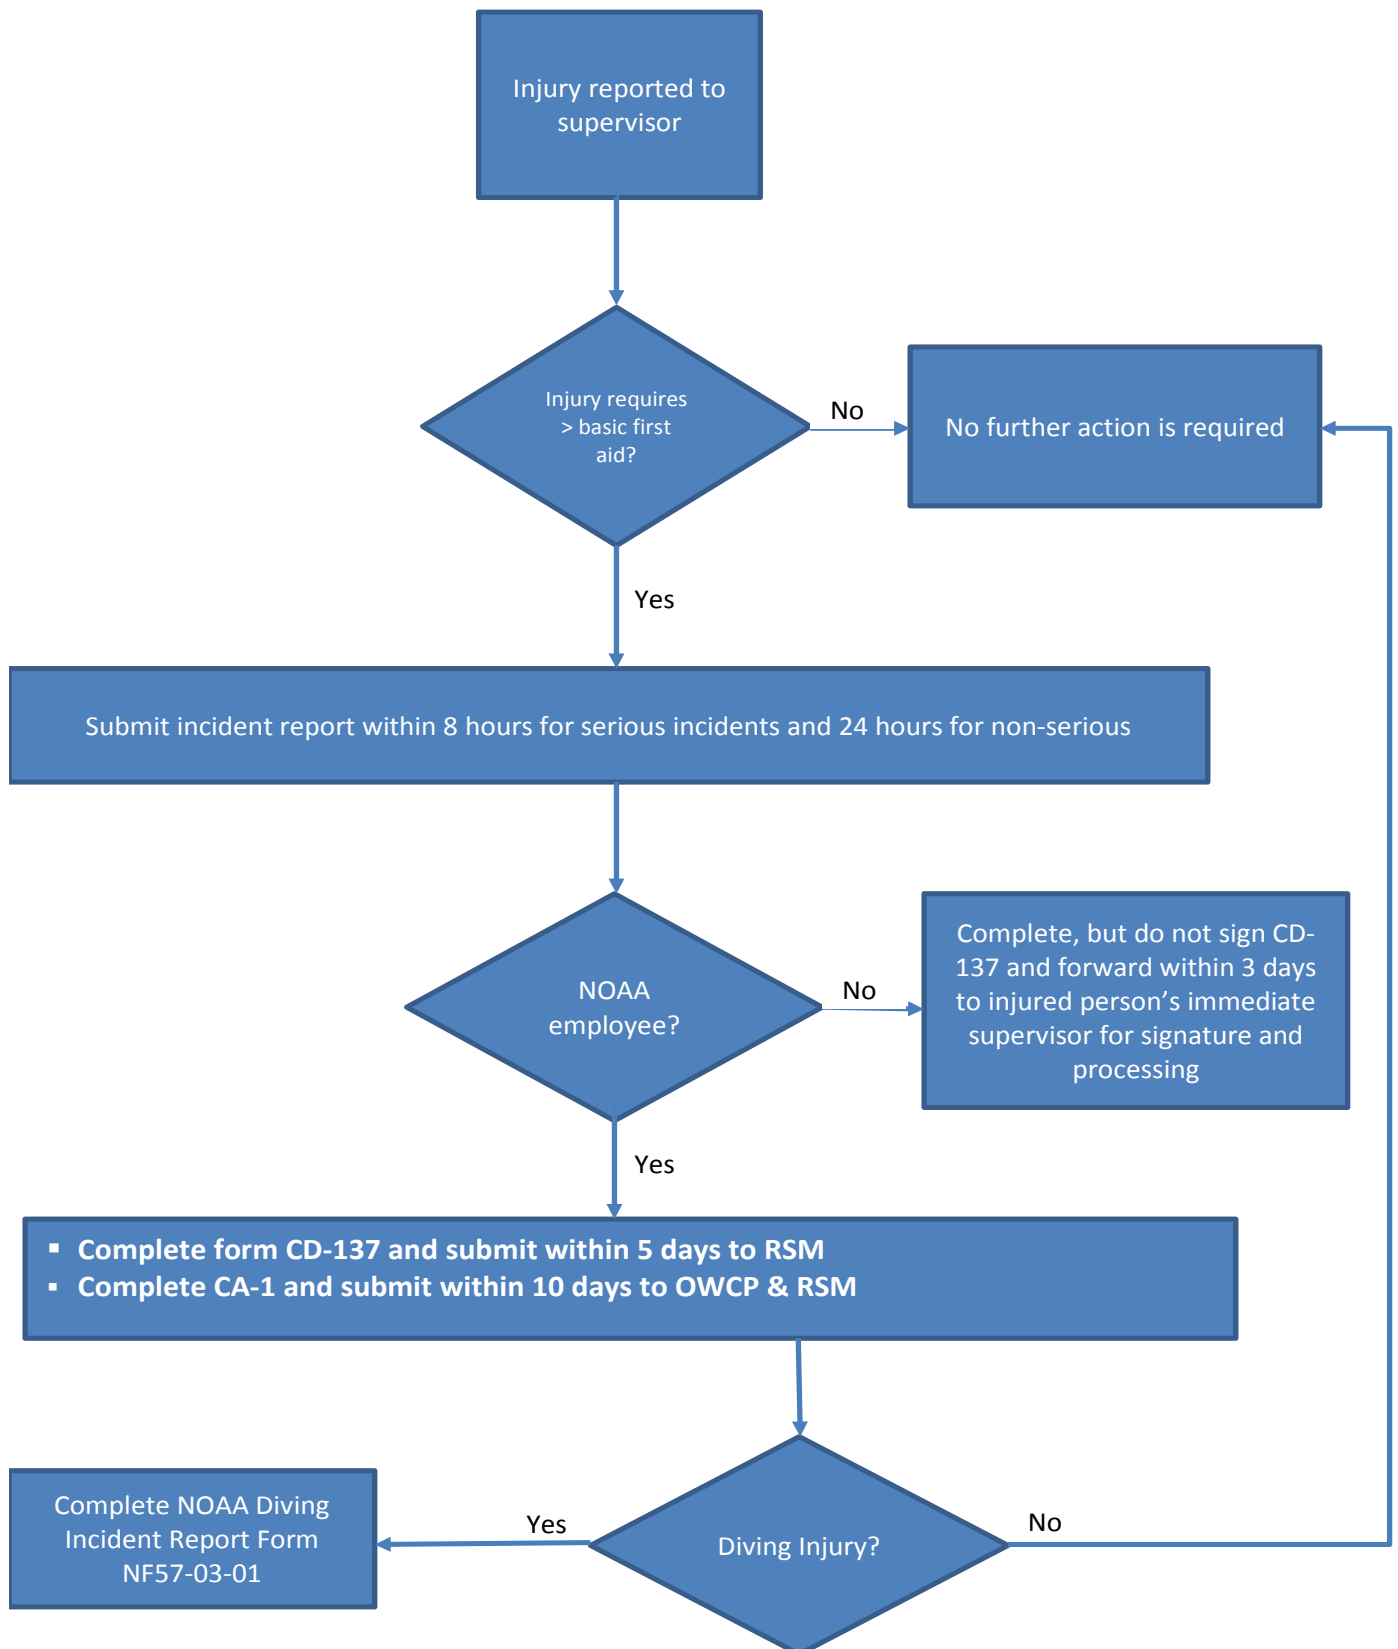 Injury reported to
supervisor
Injury requires
> basic first
aid?
No
No further action is required
Yes
Submit incident report within 8 hours for serious incidents and 24 hours for non-serious
NOAA
employee?
No
Complete, but do not sign CD-
137 and forward within 3 days
to injured person’s immediate
supervisor for signature and
processing
Yes
▪ Complete form CD-137 and submit within 5 days to RSM
▪ Complete CA-1 and submit within 10 days to OWCP & RSM
Complete NOAA Diving
Incident Report Form
NF57-03-01
Yes
Diving Injury?
No